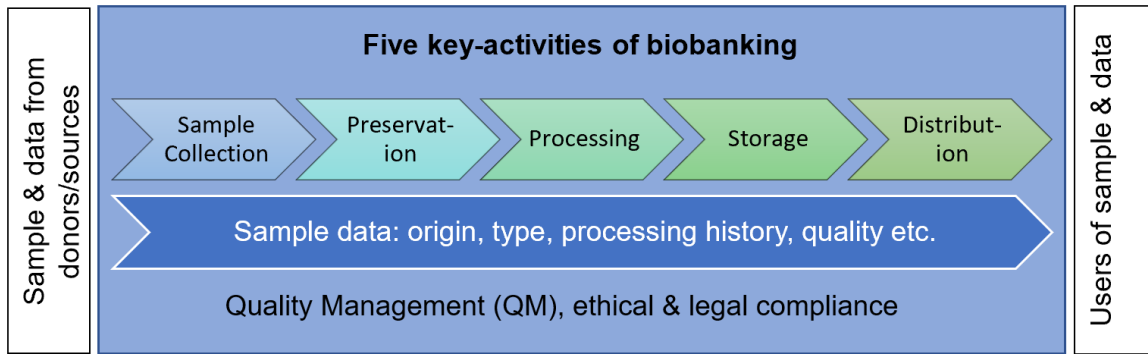 Sample & data from
donors/sources
Five key-activities of biobanking
Sample
Collection
Preservat-
ion
Processing
Storage
Distribut-
ion
Sample data: origin, type, processing history, quality etc.
Quality Management (QM), ethical & legal compliance
Users of sample & data